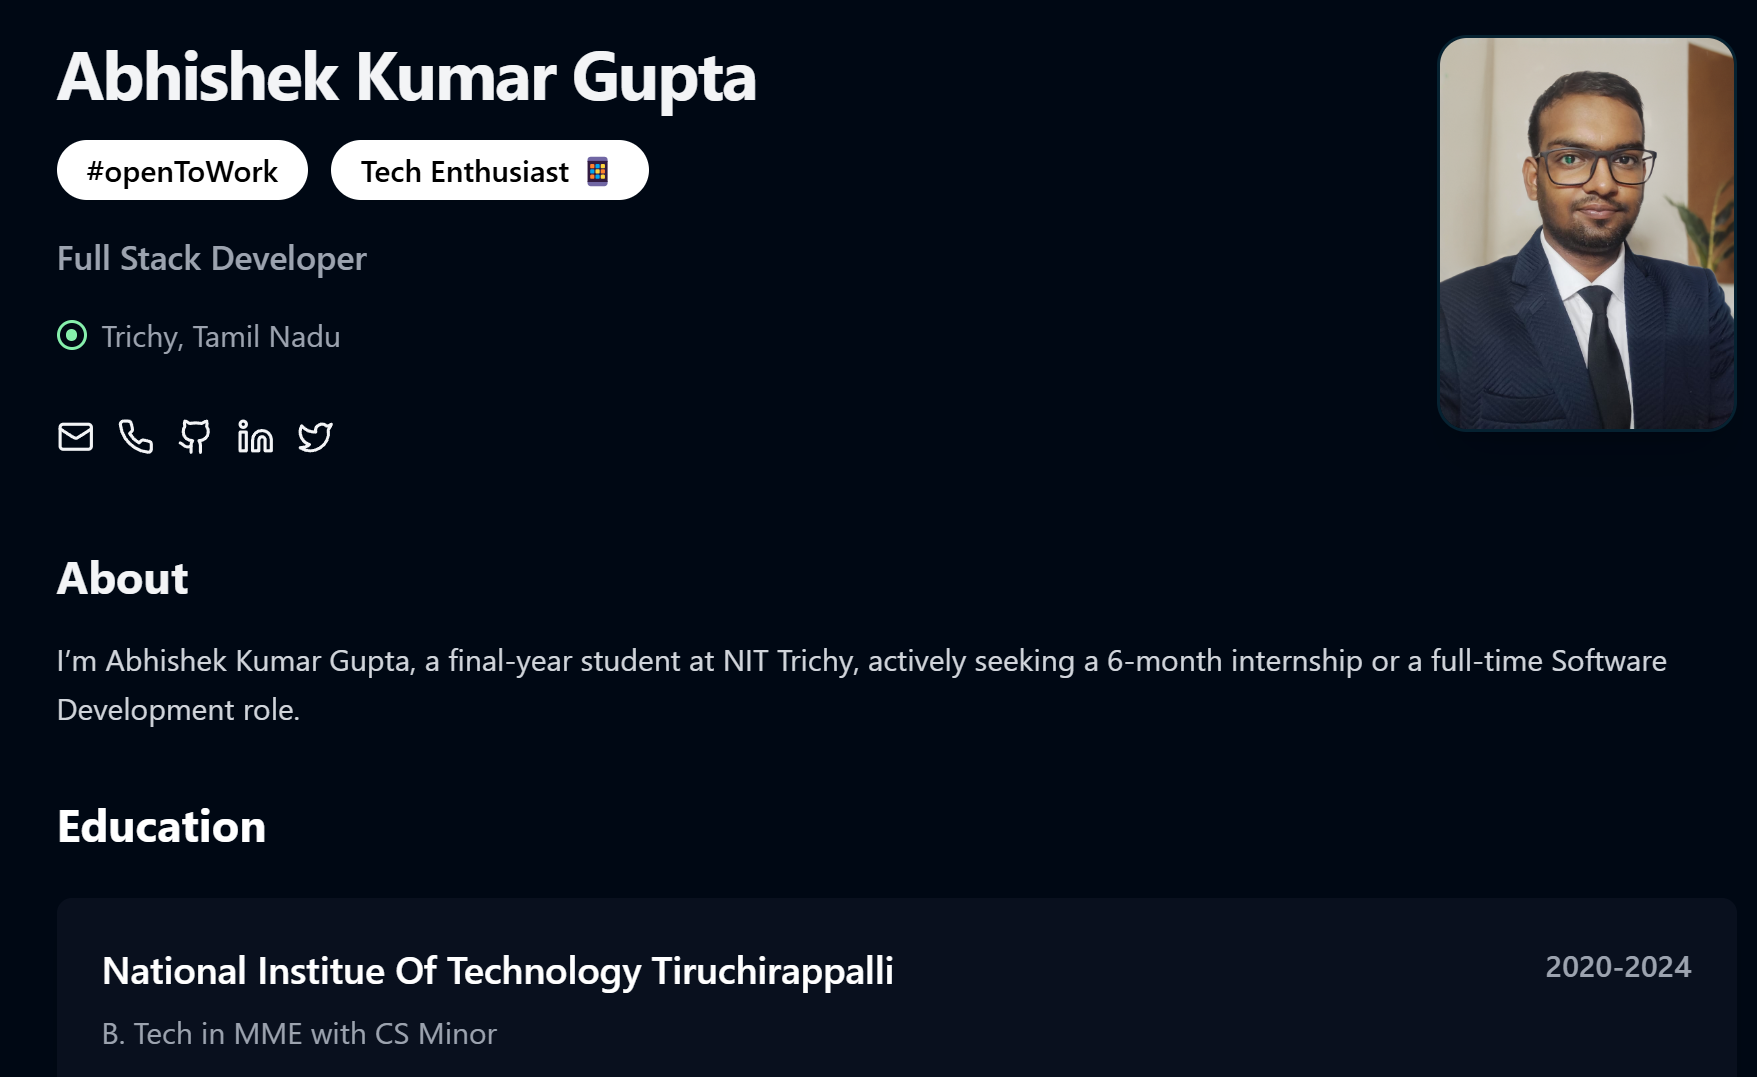 Abhishek Kumar Gupta
#openToWork Tech Enthusiast
Full Stack Developer
Trichy, Tamil Nadu
About
I’m Abhishek Kumar Gupta, a final-year student at NIT Trichy, actively seeking a 6-month internship or a full-time Software
Development role.
Education
National Institue Of Technology Tiruchirappalli 2020-2024
B. Tech in MME with CS Minor